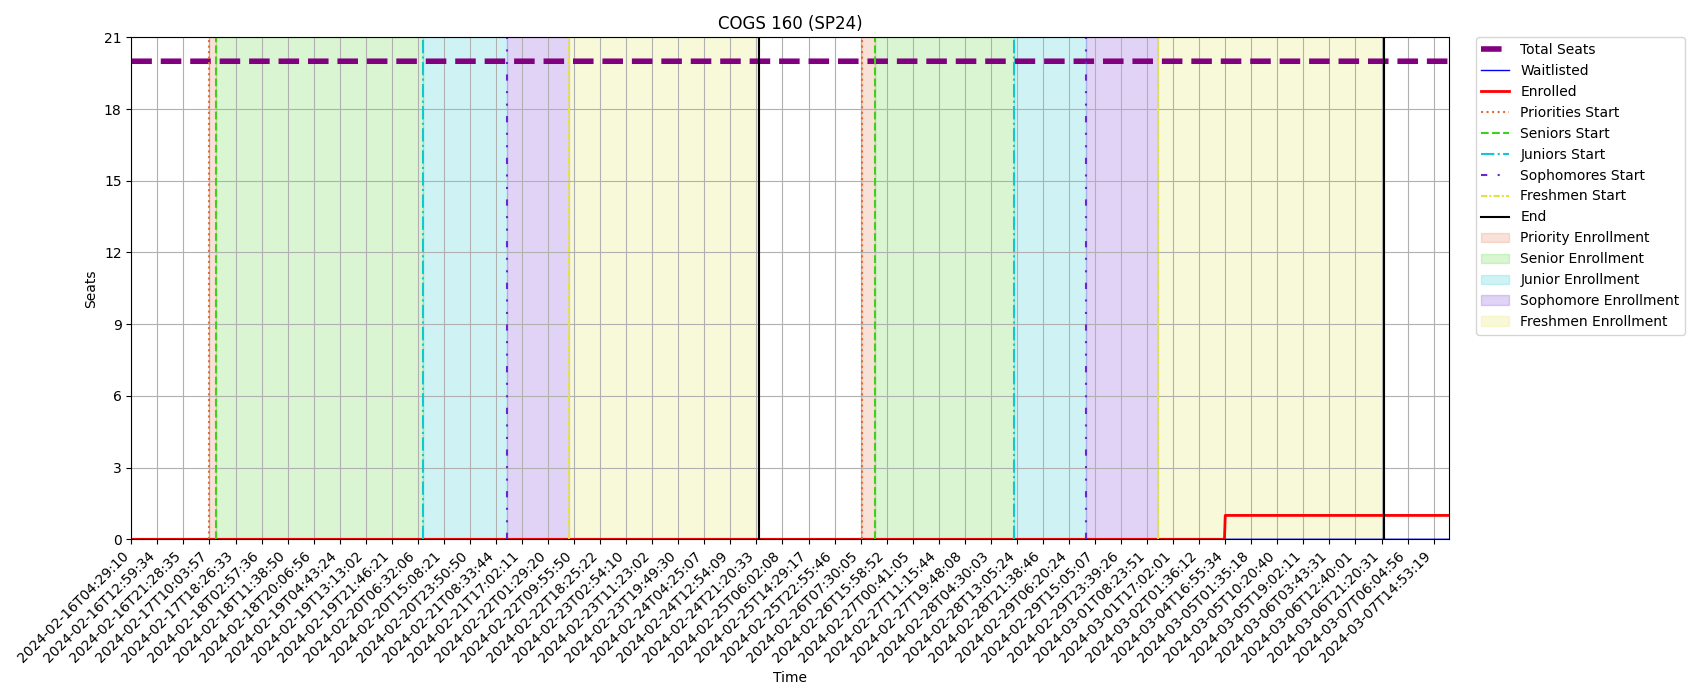 COGS 160 (SP24)
21
18
15
12
9
6
3
0
Seats
2024-02-16T04:29:10
2024-02-16T12:59:34
2024-02-16T21:28:35
2024-02-17T10:03:57
2024-02-17T18:26:33
2024-02-18T02:57:36
2024-02-18T11:38:50
2024-02-18T20:06:56
2024-02-19T04:43:24
2024-02-19T13:13:02
2024-02-19T21:46:21
2024-02-20T06:32:06
2024-02-20T15:08:21
2024-02-20T23:50:50
2024-02-21T08:33:44
2024-02-21T17:02:11
2024-02-22T01:29:20
2024-02-22T09:55:50
2024-02-22T18:25:22
2024-02-23T02:54:10
2024-02-23T11:23:02
2024-02-23T19:49:30
2024-02-24T04:25:07
2024-02-24T12:54:09
2024-02-24T21:20:33
2024-02-25T06:02:08
2024-02-25T14:29:17
2024-02-25T22:55:46
2024-02-26T07:30:05
2024-02-26T15:58:52
2024-02-27T00:41:05
2024-02-27T11:15:44
2024-02-27T19:48:08
2024-02-28T04:30:03
2024-02-28T13:05:24
2024-02-28T21:38:46
2024-02-29T06:20:24
2024-02-29T15:05:07
2024-02-29T23:39:26
2024-03-01T08:23:51
2024-03-01T17:02:01
2024-03-02T01:36:12
2024-03-04T16:55:34
2024-03-05T01:35:18
2024-03-05T10:20:40
2024-03-05T19:02:11
2024-03-06T03:43:31
2024-03-06T12:40:01
2024-03-06T21:20:31
2024-03-07T06:04:56
2024-03-07T14:53:19
Time
Total Seats
Waitlisted
Enrolled
Priorities Start
Seniors Start
Juniors Start
Sophomores Start
Freshmen Start
End
Priority Enrollment
Senior Enrollment
Junior Enrollment
Sophomore Enrollment
Freshmen Enrollment